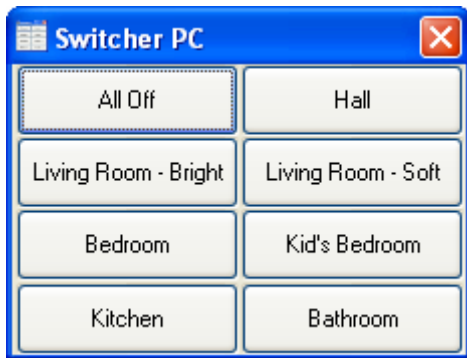 Switcher PC
All Off
Hall
Living Room - Bright
Living Room - Soft
Bedroom
Kid's Bedroom
Kitchen
Bathroom